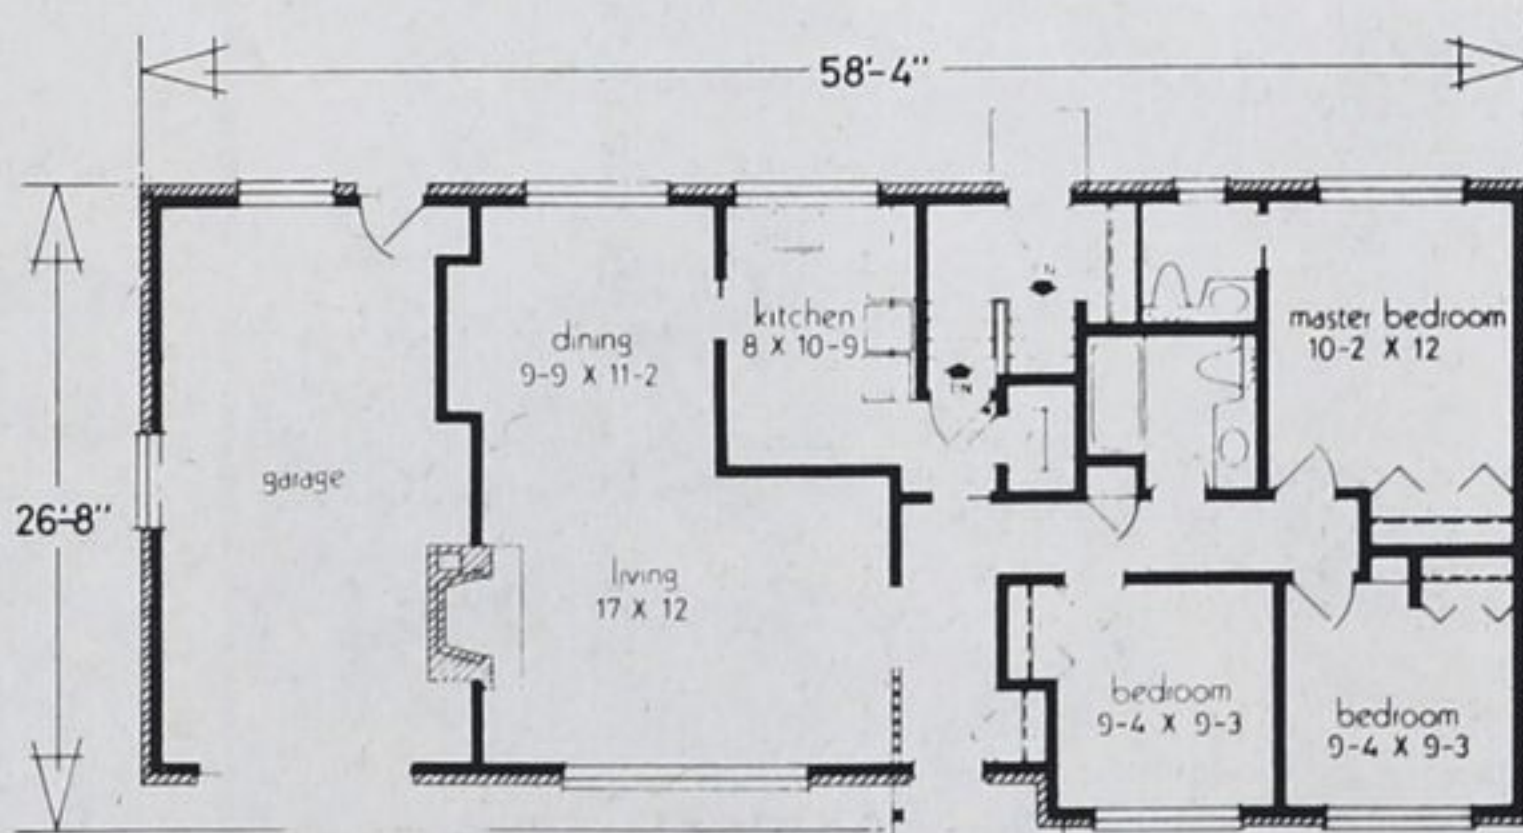 58'-4"
26'-8"
garage
dining
9-9 X 11-2
kitchen
8 X 10-9
living
17 X 12
master bedroom
10-2 X 12
bedroom
9-4 X 9-3
bedroom
9-4 X 9-3